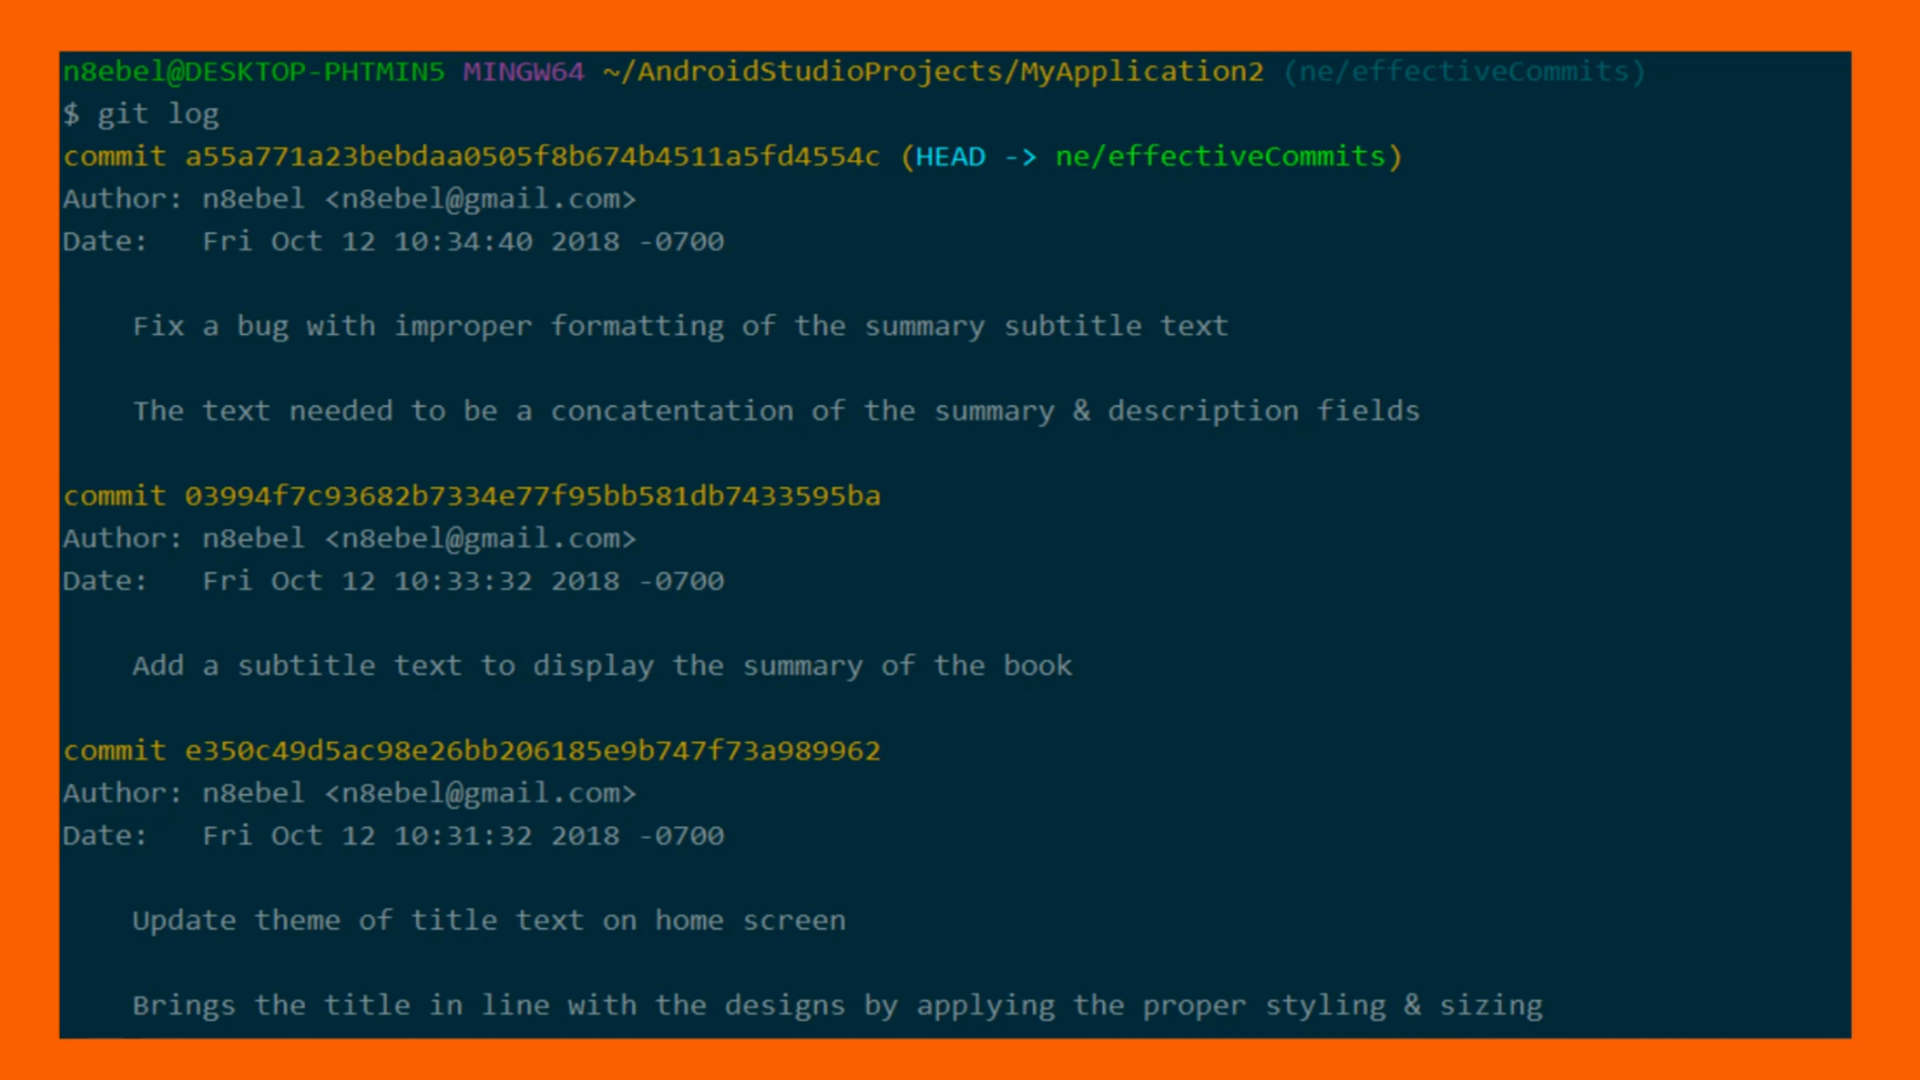 n8ebel@DESKTOP-PHTMIN5 MINGW64 ~/AndroidStudioProjects/MyApplication2 (ne/effectiveCommits)
$ git log
commit a55a771a23bebdaa0505f8b674b4511a5fd4554c (HEAD -> ne/effectiveCommits)
Author: n8ebel <n8ebel@gmail.com>
Date:   Fri Oct 12 10:34:40 2018 -0700
Fix a bug with improper formatting of the summary subtitle text
The text needed to be a concatentation of the summary & description fields
commit 03994f7c93682b7334e77f95bb581db7433595ba
Author: n8ebel <n8ebel@gmail.com>
Date:   Fri Oct 12 10:33:32 2018 -0700
Add a subtitle text to display the summary of the book
commit e350c49d5ac98e26bb206185e9b747f73a989962
Author: n8ebel <n8ebel@gmail.com>
Date:   Fri Oct 12 10:31:32 2018 -0700
Update theme of title text on home screen
Brings the title in line with the designs by applying the proper styling & sizing